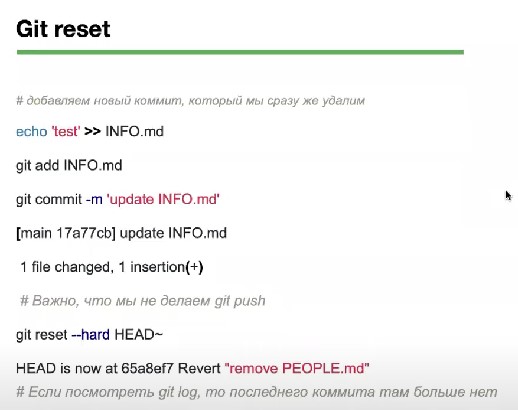 Git reset
# добавляем новый коммит, который мы сразу же удалим
echo 'test' >> INFO.md
git add INFO.md
git commit -m 'update INFO.md'
[main 17a77cb] update INFO.md
1 file changed, 1 insertion(+)
# Важно, что мы не делаем git push
git reset --hard HEAD~
HEAD is now at 65a8ef7 Revert "remove PEOPLE.md"
# Если посмотреть git log, то последнего коммита там больше нет